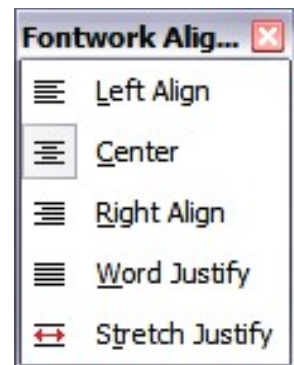 Fontwork Alig...
Left Align
Center
Right Align
Word Justify
Stretch Justify